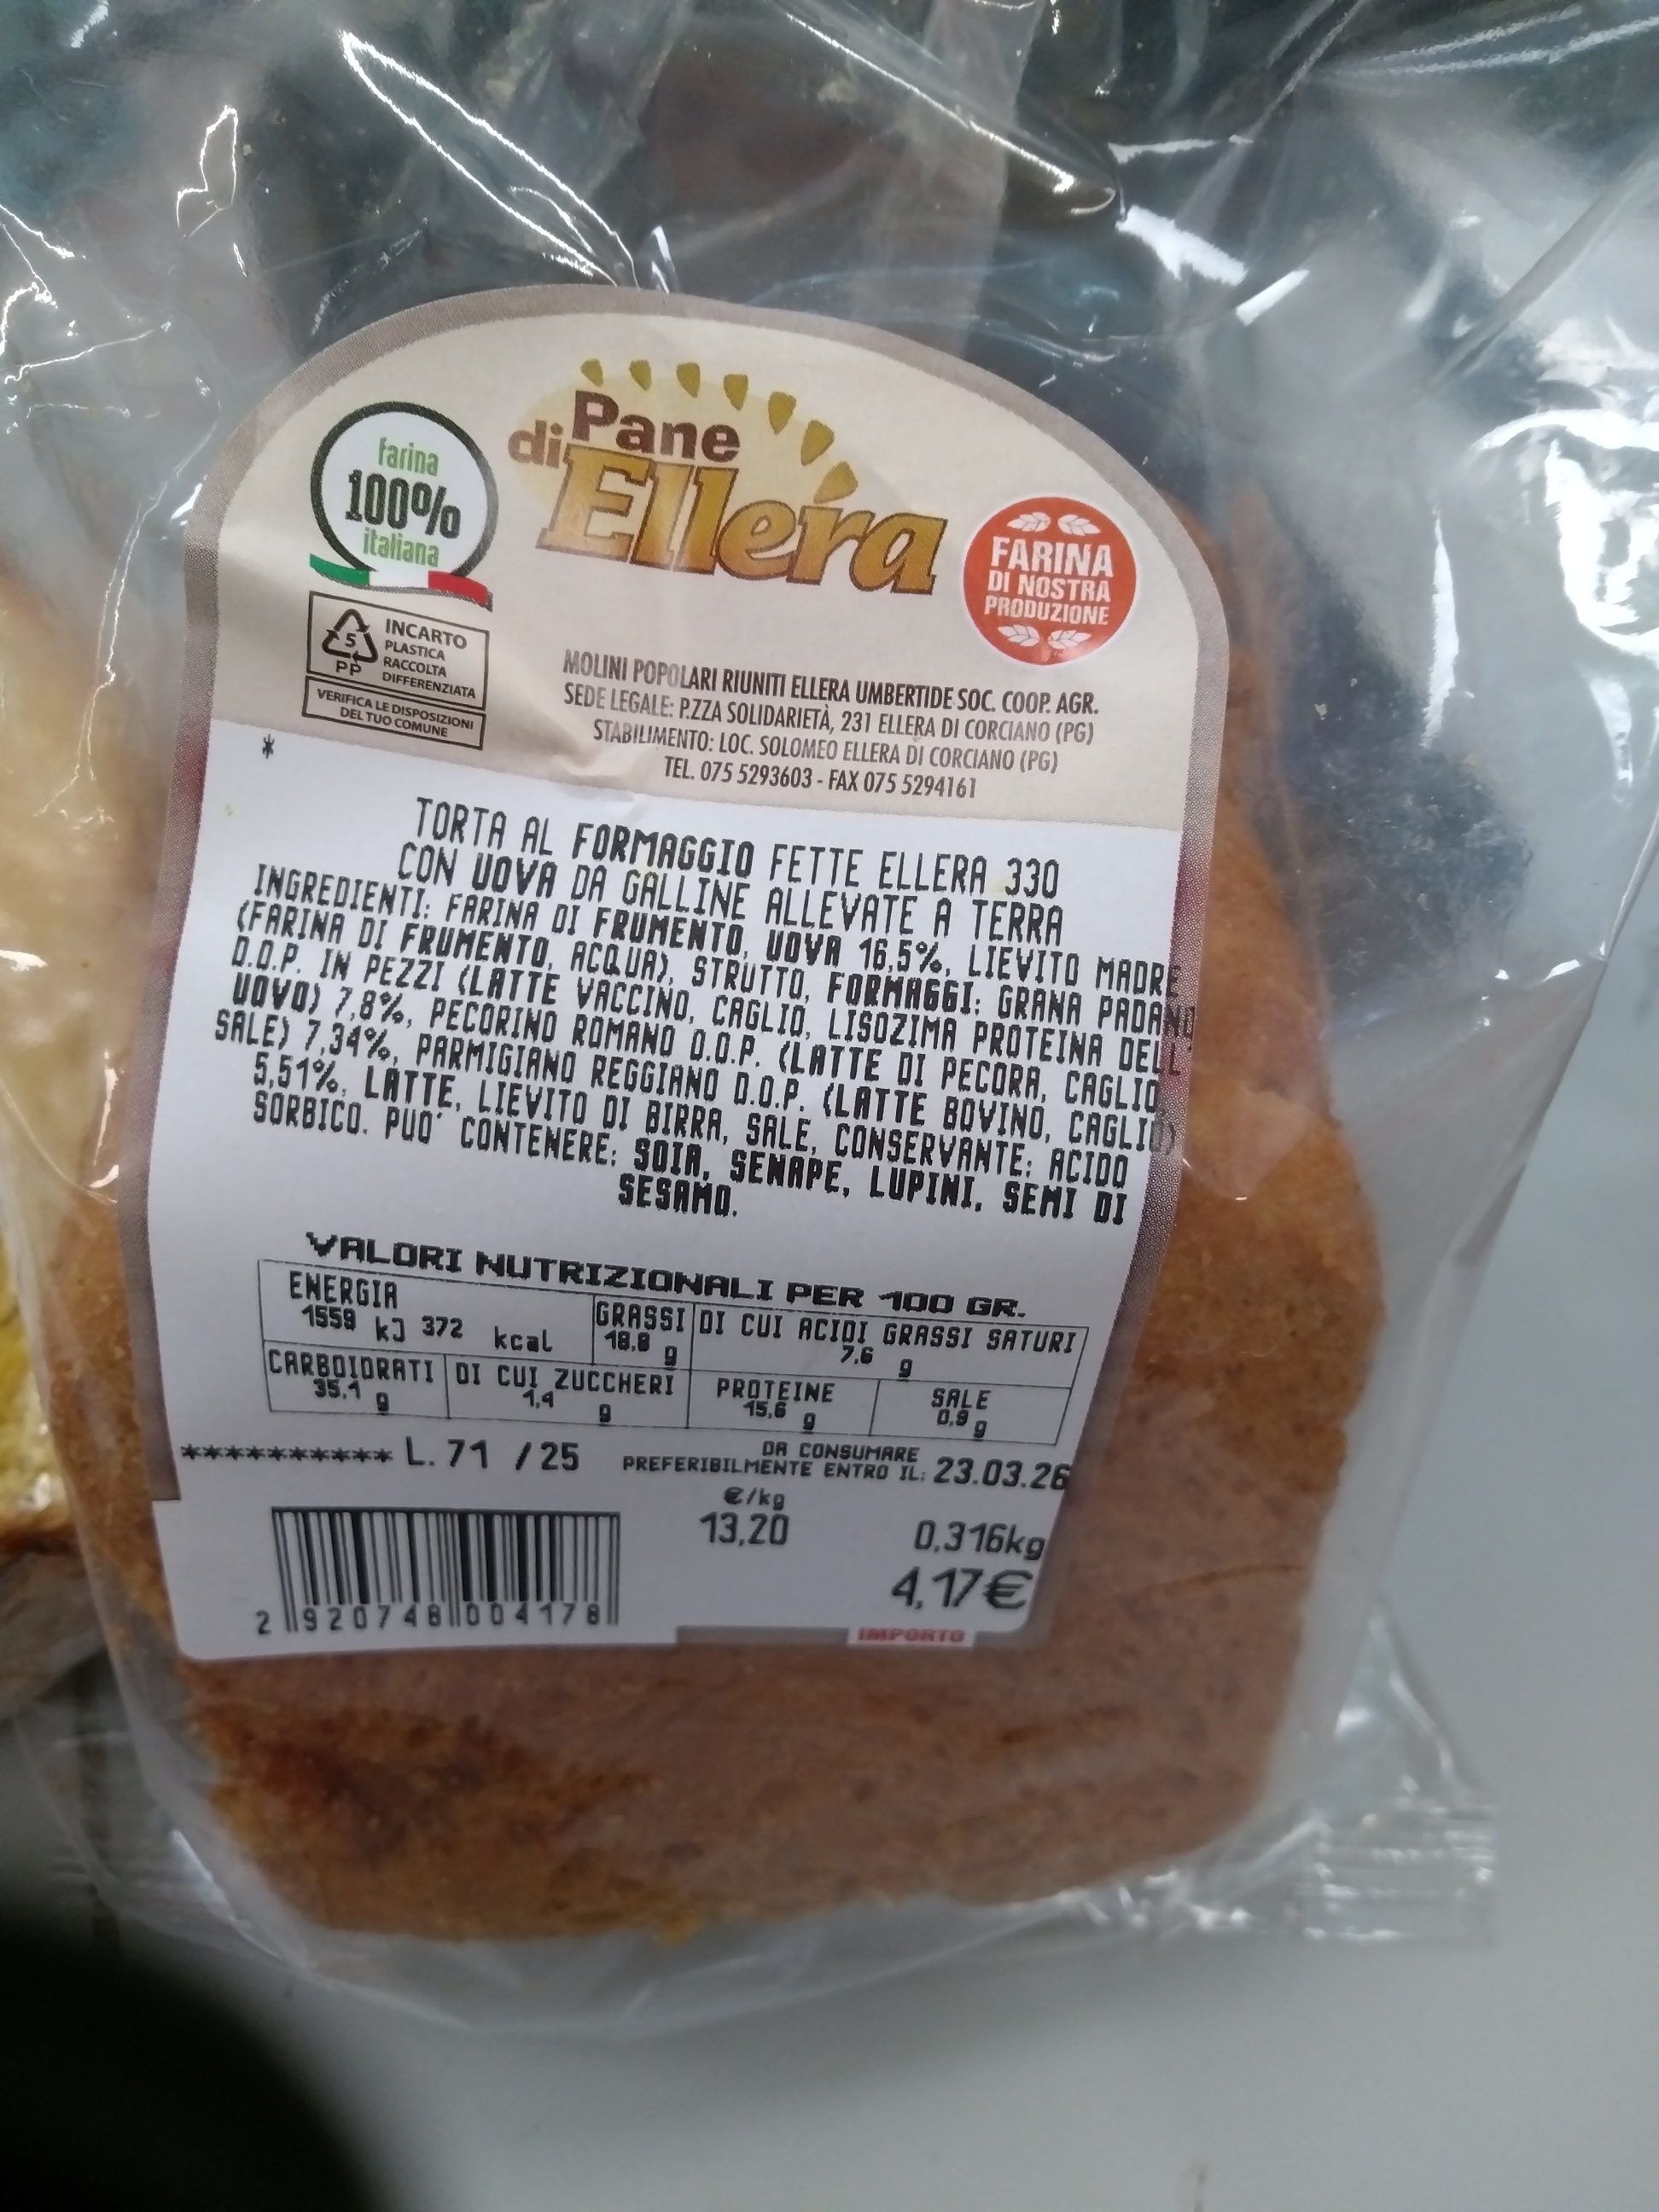 Pane
di Ellera
farina
100%
italiana
FARINA
DI NOSTRA
PRODUZIONE
5
PP
INCARTO
PLASTICA
RACCOLTA
DIFFERENZIATA
VERIFICA LE DISPOSIZIONI
DEL TUO COMUNE
MOLINI POPOLARI RIUNITI ELLERA UMBERTIDE SOC. COOP. AGR.
SEDE LEGALE: P.ZZA SOLIDARIETÀ, 231 ELLERA DI CORCIANO (PG)
STABILIMENTO: LOC. SOLOMEO ELLERA DI CORCIANO (PG)
TEL. 075 5293603 - FAX 075 5294161
*
TORTA AL FORMAGGIO FETTE ELLERA 330
CON UOVA DA GALLINE ALLEVATE A TERRA
INGREDIENTI: FARINA DI FRUMENTO, UOVA 16,5%, LIEVITO MADRE
(FARINA DI FRUMENTO, ACQUA), STRUTTO, FORMAGGI: GRANA PADANO
D.O.P. IN PEZZI (LATTE VACCINO, CAGLIO, LISOZIMA PROTEINA DELL'
UOVO) 7,8%, PECORINO ROMANO D.O.P. (LATTE DI PECORA, CAGLIO,
SALE) 7,34%, PARMIGIANO REGGIANO D.O.P. (LATTE BOVINO, CAGLIO)
5,51%, LATTE, LIEVITO DI BIRRA, SALE, CONSERVANTE: ACIDO
SORBICO. PUO' CONTENERE: SOIA, SENAPE, LUPINI, SEMI DI
SESAMO.
VALORI NUTRIZIONALI PER 100 GR.
ENERGIA GRASSI DI CUI ACIDI GRASSI SATURI
1559 kJ 372 kcal 18,8 g 7,6 g
CARBOIDRATI DI CUI ZUCCHERI PROTEINE SALE
35,1 g 1,4 g 15,6 g 0,9 g
********** L. 71 /25 DA CONSUMARE
PREFERIBILMENTE ENTRO IL: 23.03.26
€/kg
13,20 0,316kg
4,17€
2 920748 004178
IMPORTO